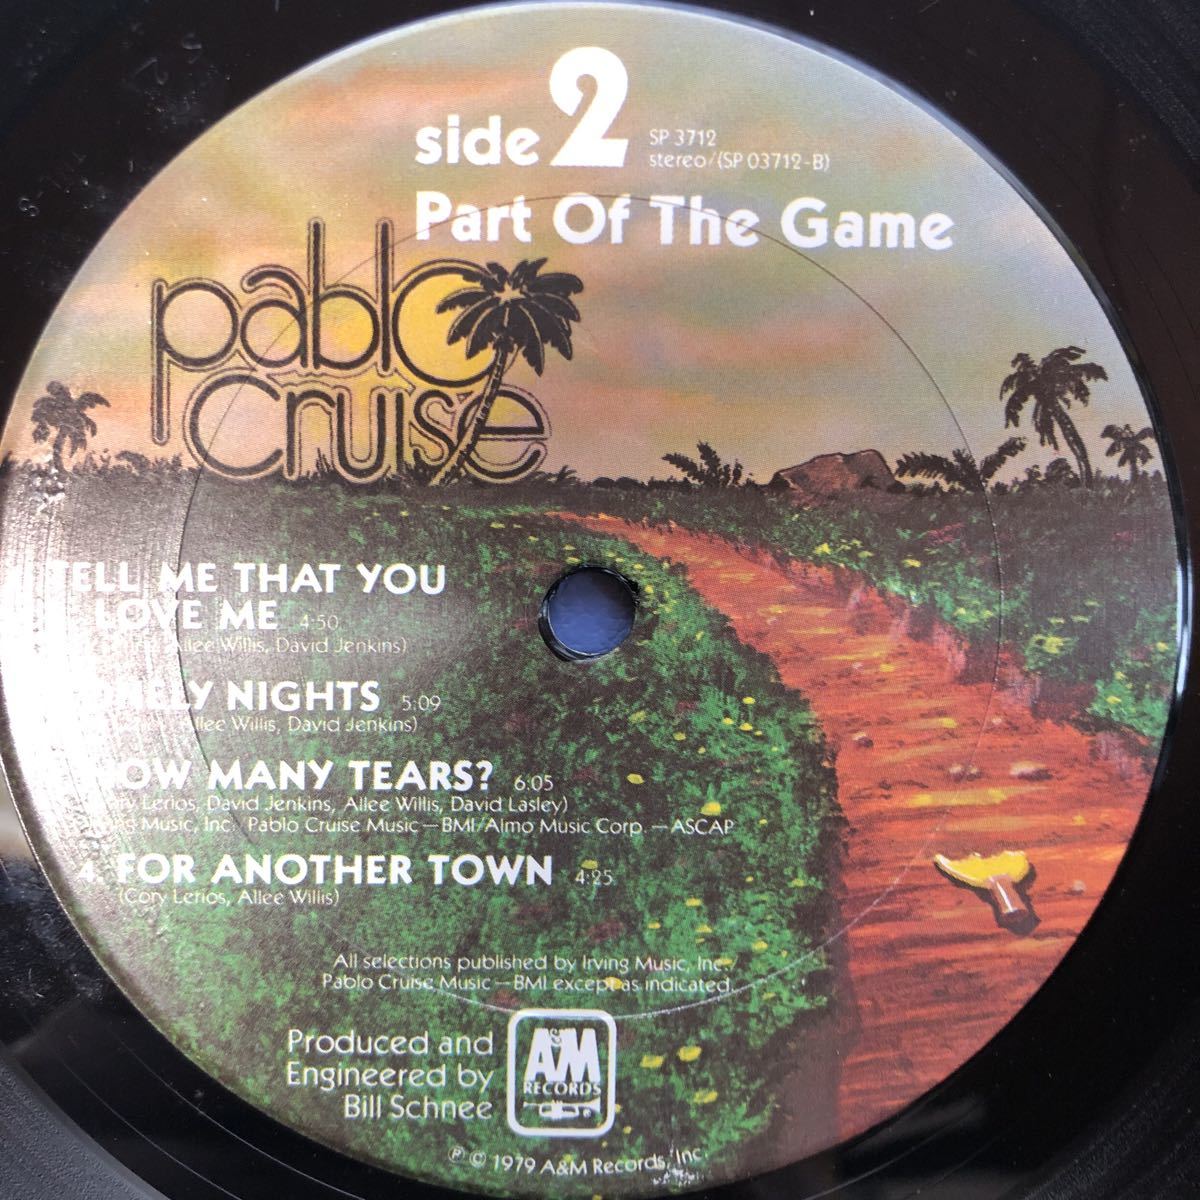 side 2
SP 3712
stereo/(SP 03712-B)
Part Of The Game
pablo
cruise
TELL ME THAT YOU
LOVE ME 4:50
Allee Willis, David Jenkins)
LONELY NIGHTS 5:09
Allee Willis, David Jenkins)
HOW MANY TEARS? 6:05
(Cory Lerios, David Jenkins, Allee Willis, David Lasley)
Irving Music, Inc. Pablo Cruise Music—BMI/Almo Music Corp.—ASCAP
4. FOR ANOTHER TOWN 4:25
(Cory Lerios, Allee Willis)
All selections published by Irving Music, Inc./
Pablo Cruise Music—BMI except as indicated.
Produced and
Engineered by
Bill Schnee
A&M
RECORDS
℗ © 1979 A&M Records, Inc.